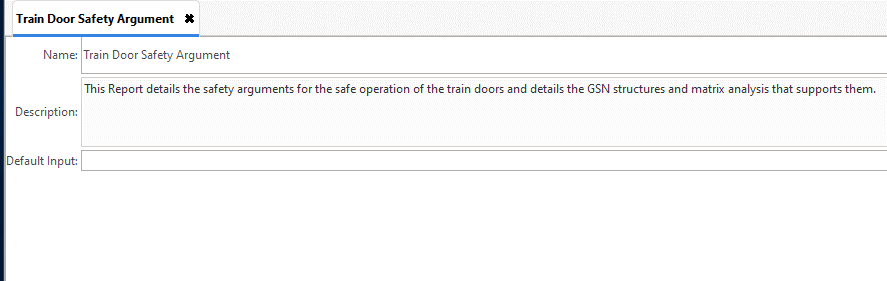 Train Door Safety Argument ✖
Name: Train Door Safety Argument
Description: This Report details the safety arguments for the safe operation of the train doors and details the GSN structures and matrix analysis that supports them.
Default Input: